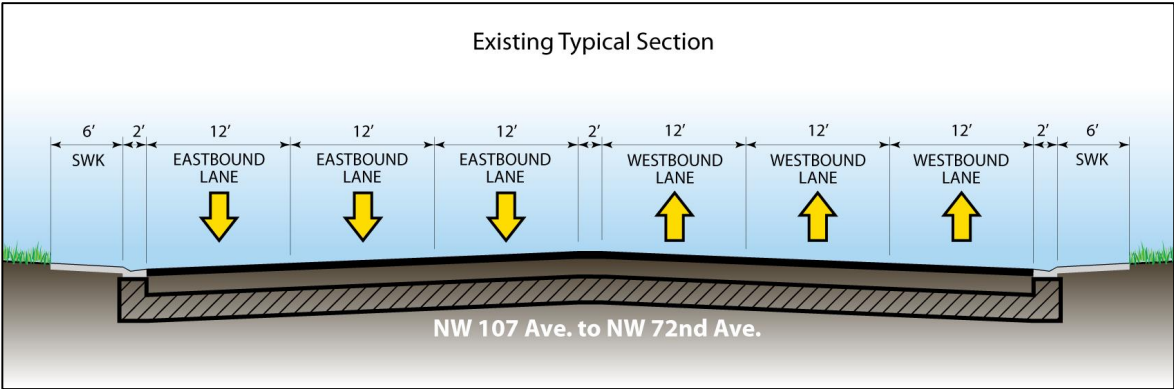 Existing Typical Section
6’ 2’ 12’ 12’ 12’ 2’ 12’ 12’ 12’ 2’ 6’
SWK EASTBOUND EASTBOUND EASTBOUND WESTBOUND WESTBOUND WESTBOUND SWK
LANE LANE LANE LANE LANE LANE
NW 107 Ave. to NW 72nd Ave.